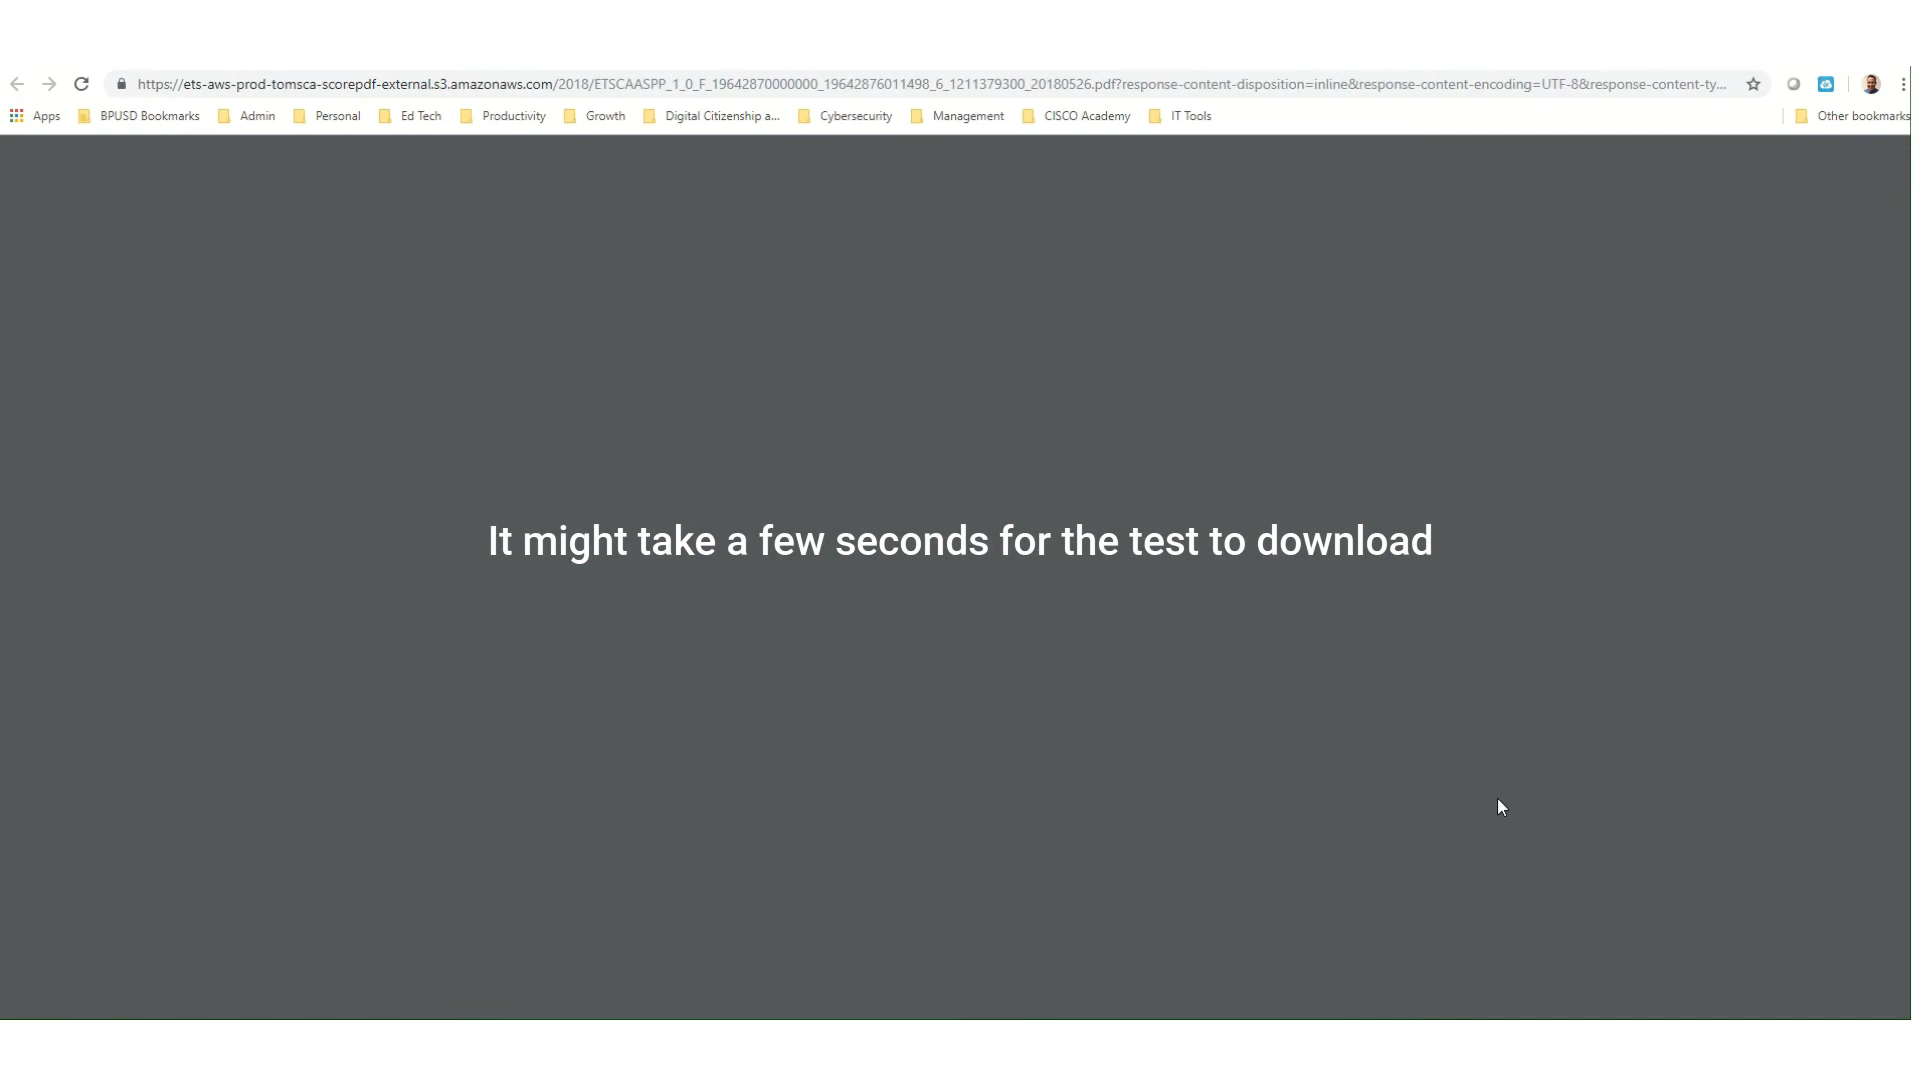 https://ets-aws-prod-tomsca-scorepdf-external.s3.amazonaws.com/2018/ETSCAASPP_1_0_F_19642870000000_19642876011498_6_1211379300_20180526.pdf?response-content-disposition=inline&response-content-encoding=UTF-8&response-content-ty...
Apps BPUSD Bookmarks Admin Personal Ed Tech Productivity Growth Digital Citizenship a... Cybersecurity Management CISCO Academy IT Tools Other bookmarks
It might take a few seconds for the test to download